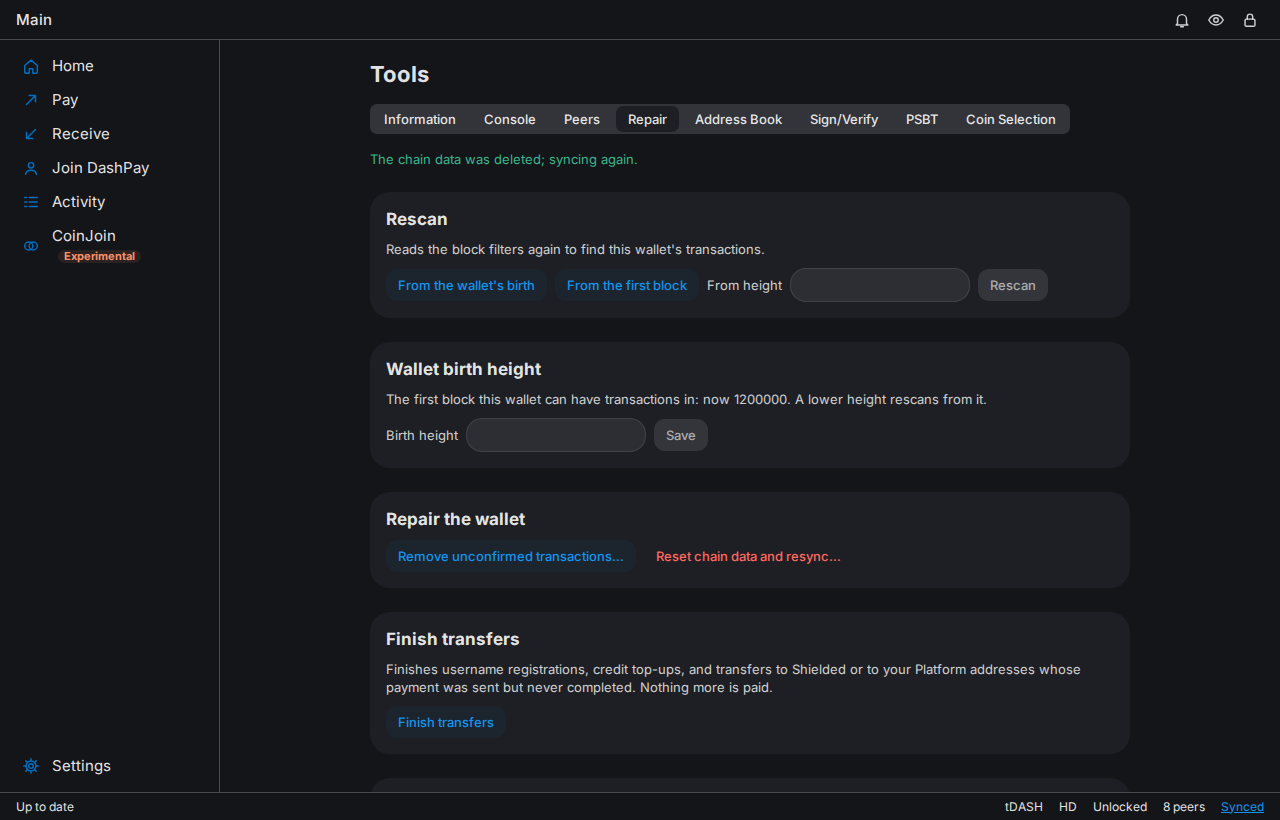 Main
Home
Pay
Receive
Join DashPay
Activity
CoinJoin
Experimental
Settings
Tools
Information Console Peers Repair Address Book Sign/Verify PSBT Coin Selection
The chain data was deleted; syncing again.
Rescan
Reads the block filters again to find this wallet's transactions.
From the wallet's birth From the first block From height Rescan
Wallet birth height
The first block this wallet can have transactions in: now 1200000. A lower height rescans from it.
Birth height Save
Repair the wallet
Remove unconfirmed transactions... Reset chain data and resync...
Finish transfers
Finishes username registrations, credit top-ups, and transfers to Shielded or to your Platform addresses whose
payment was sent but never completed. Nothing more is paid.
Finish transfers
Up to date tDASH HD Unlocked 8 peers Synced